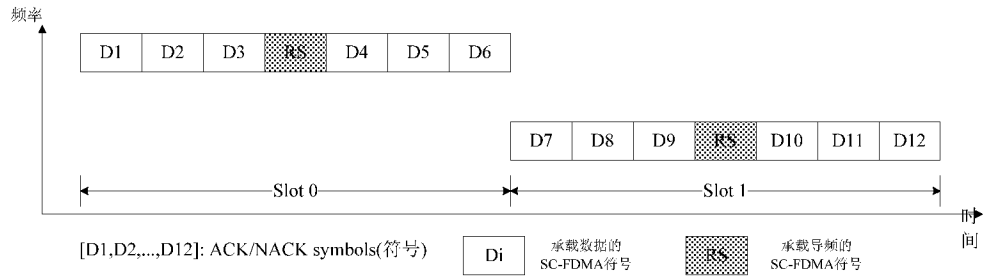 频率
D1 D2 D3 RS D4 D5 D6
D7 D8 D9 RS D10 D11 D12
Slot 0 Slot 1
时
间
[D1,D2,...,D12]: ACK/NACK symbols(符号)
Di
承载数据的
SC-FDMA符号
RS
承载导频的
SC-FDMA符号